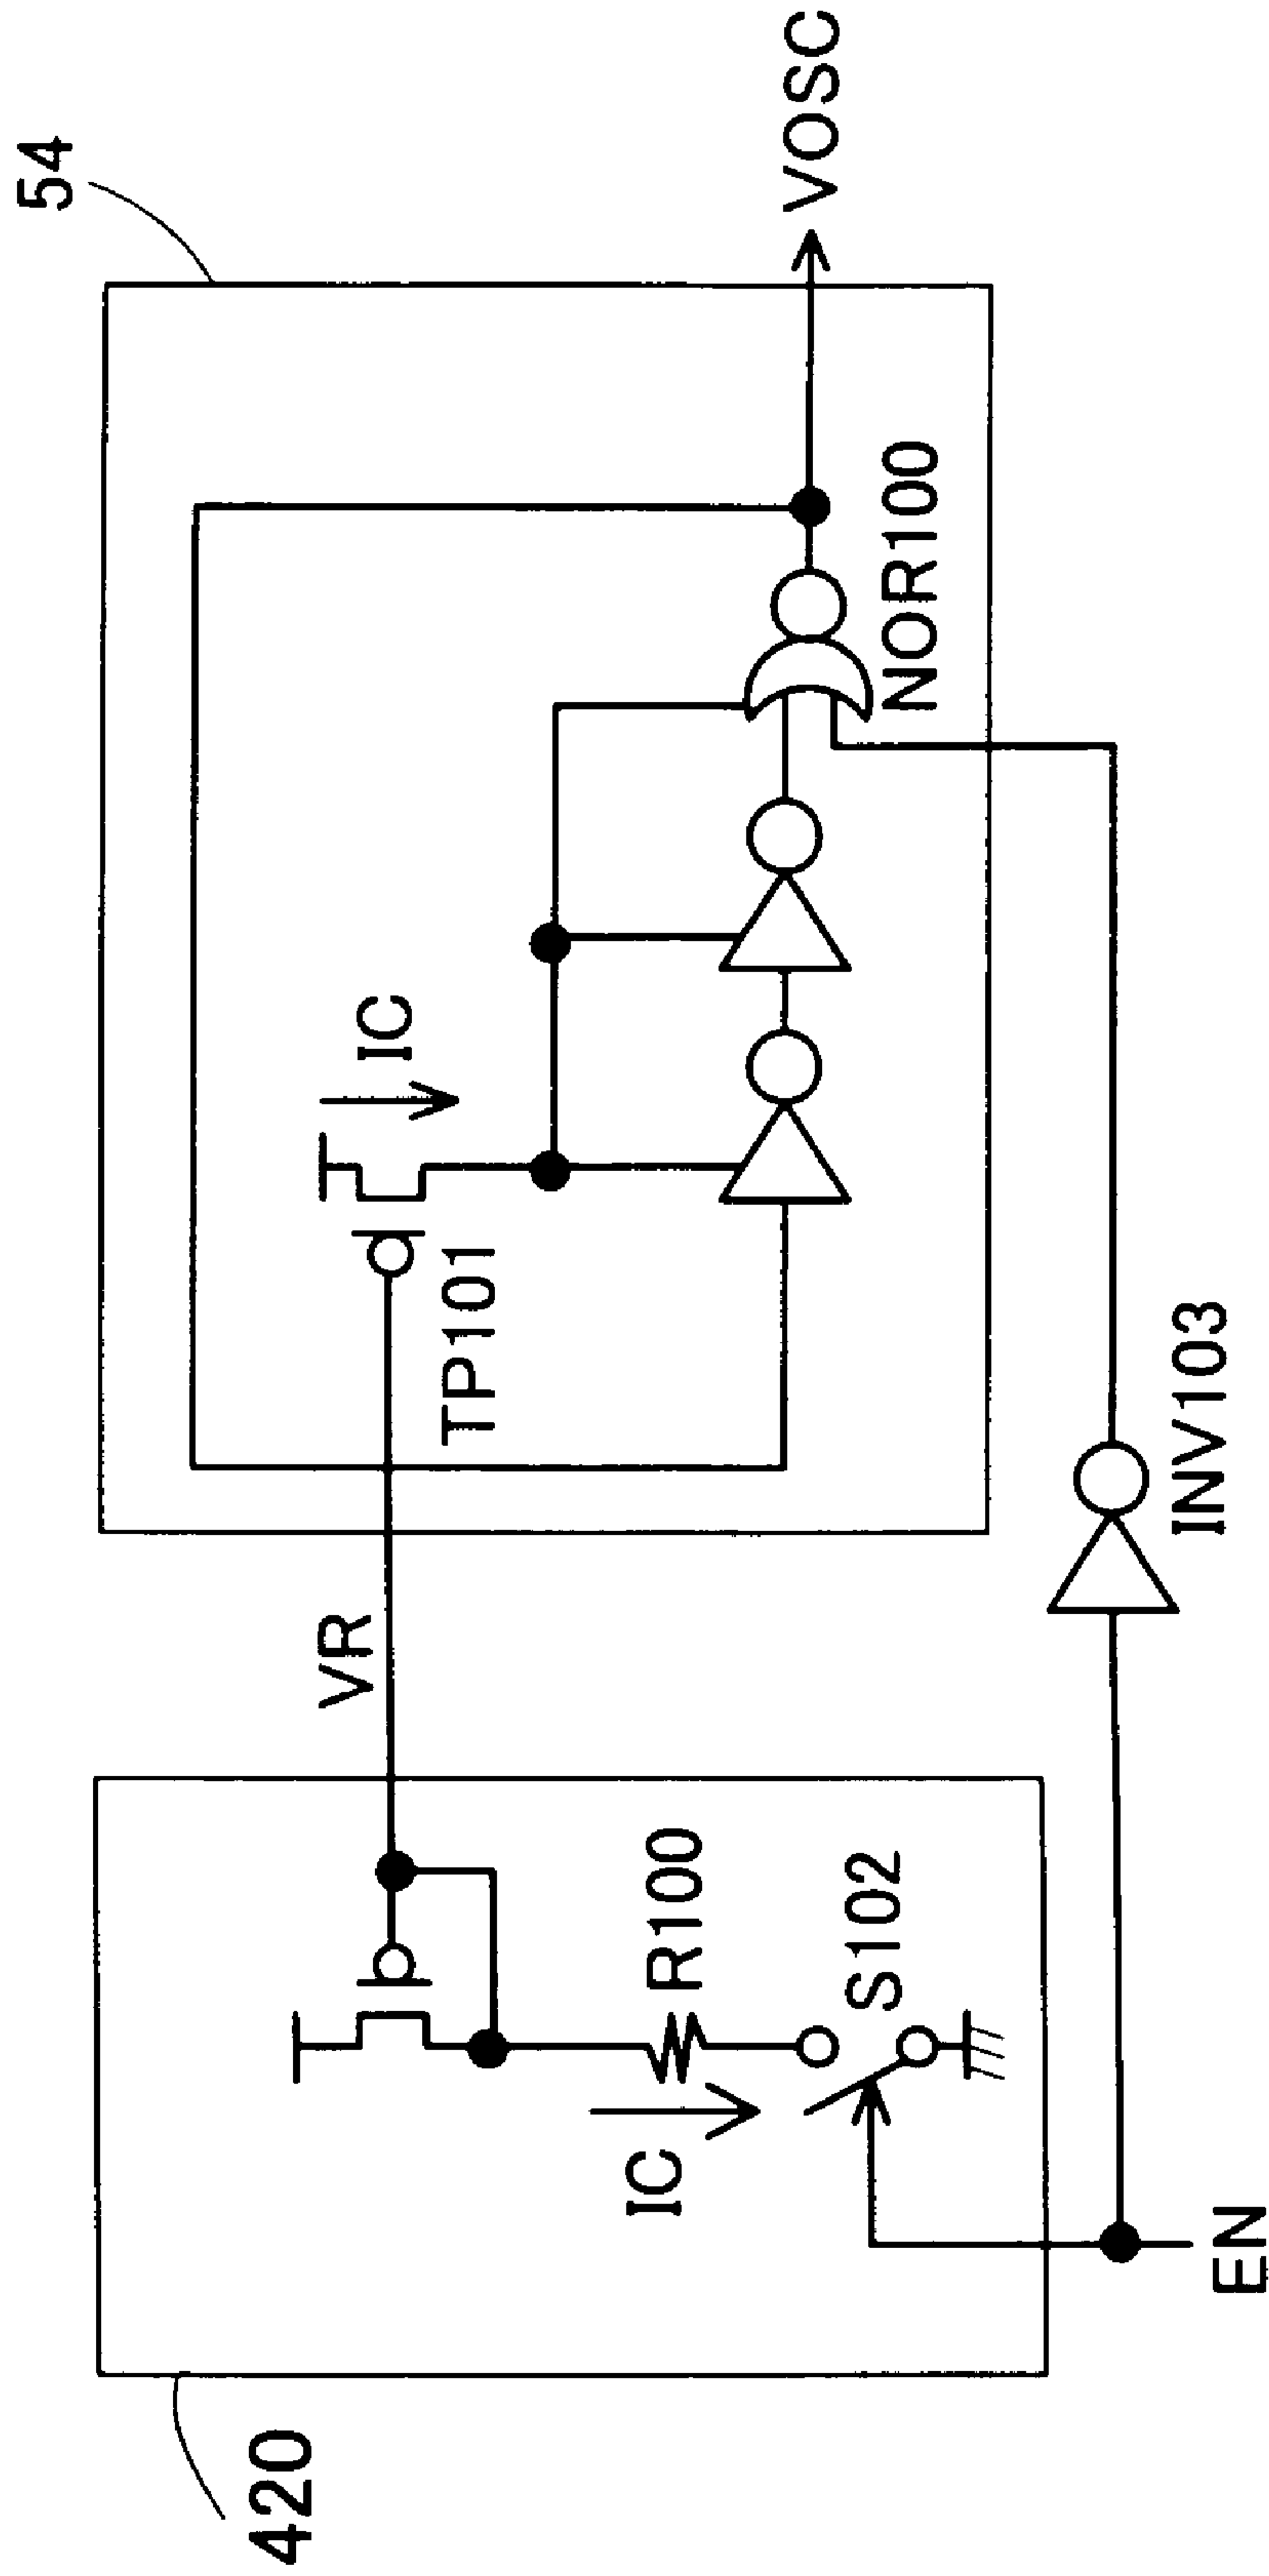 420
54
VR
IC
TP101
IC
R100
S102
NOR100
VOSC
INV103
EN